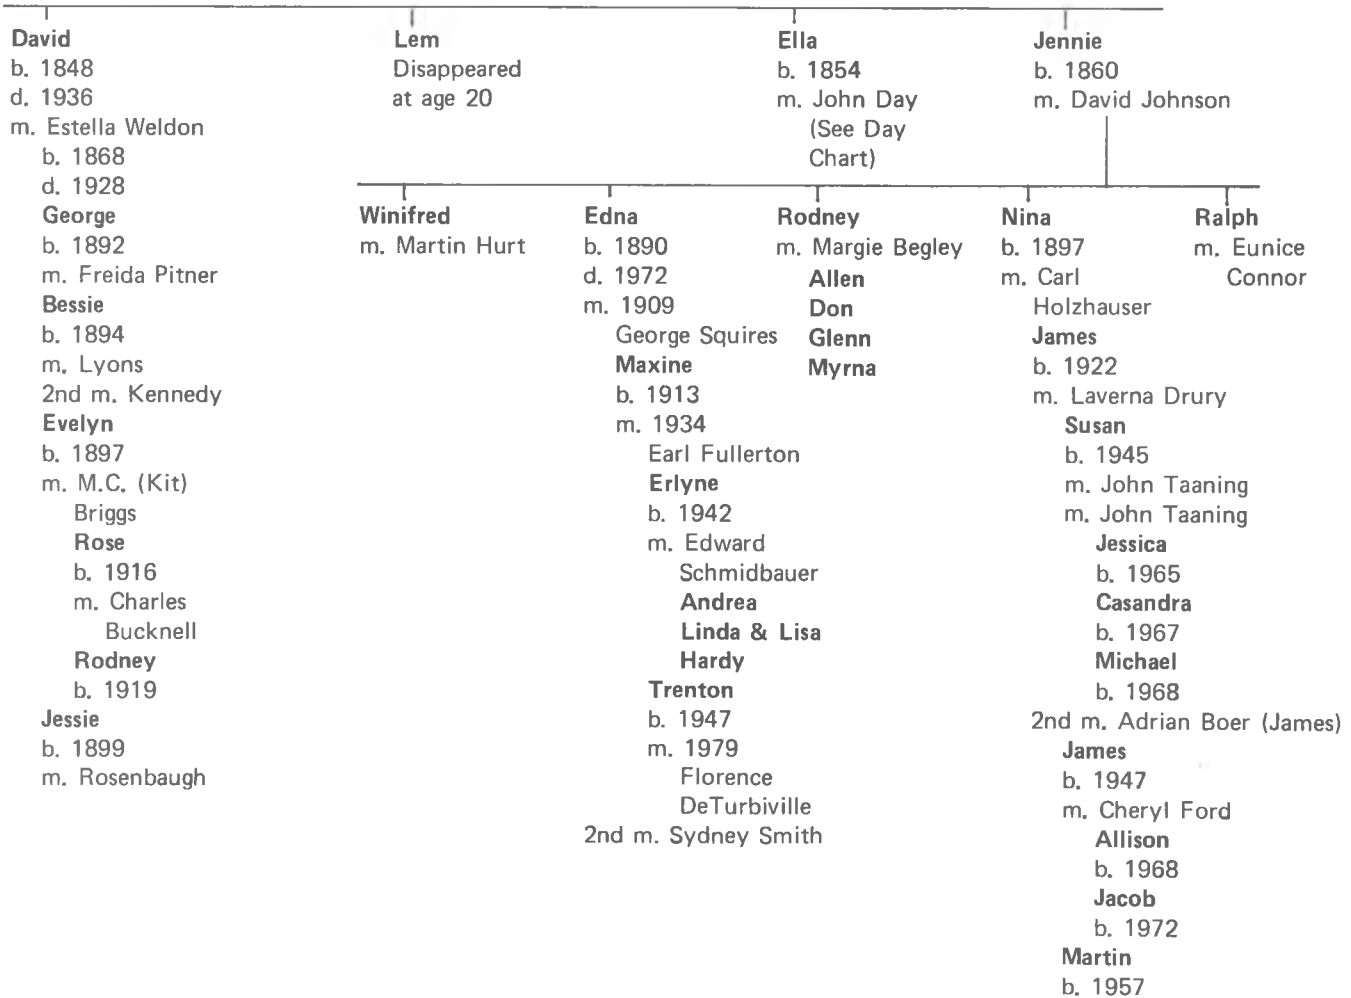 David
b. 1848
d. 1936
m. Estella Weldon
b. 1868
d. 1928
George
b. 1892
m. Freida Pitner
Bessie
b. 1894
m. Lyons
2nd m. Kennedy
Evelyn
b. 1897
m. M.C. (Kit)
Briggs
Rose
b. 1916
m. Charles
Bucknell
Rodney
b. 1919
Jessie
b. 1899
m. Rosenbaugh
Lem
Disappeared
at age 20
Ella
b. 1854
m. John Day
(See Day
Chart)
Jennie
b. 1860
m. David Johnson
Winifred
m. Martin Hurt
Edna
b. 1890
d. 1972
m. 1909
George Squires
Maxine
b. 1913
m. 1934
Earl Fullerton
Erlyne
b. 1942
m. Edward
Schmidbauer
Andrea
Linda & Lisa
Hardy
Trenton
b. 1947
m. 1979
Florence
DeTurbiville
2nd m. Sydney Smith
Rodney
m. Margie Begley
Allen
Don
Glenn
Myrna
Nina
b. 1897
m. Carl
Holzhauser
James
b. 1922
m. Laverna Drury
Susan
b. 1945
m. John Taaning
m. John Taaning
Jessica
b. 1965
Casandra
b. 1967
Michael
b. 1968
2nd m. Adrian Boer (James)
James
b. 1947
m. Cheryl Ford
Allison
b. 1968
Jacob
b. 1972
Martin
b. 1957
Ralph
m. Eunice
Connor